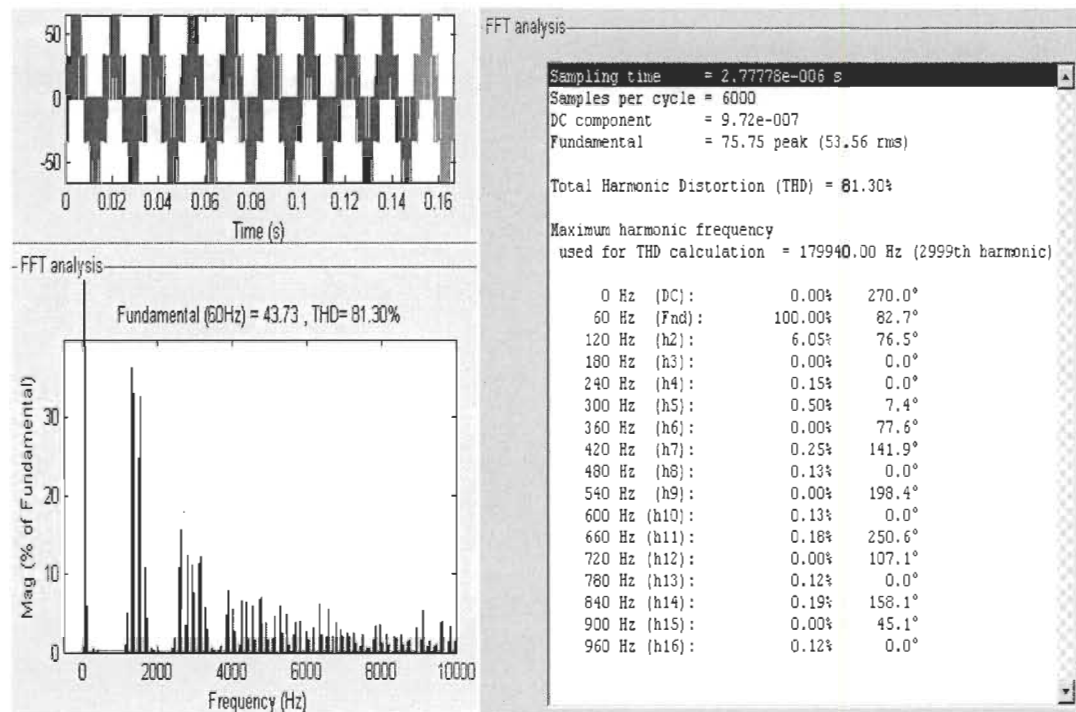 50
0
-50
0 0.02 0.04 0.06 0.08 0.1 0.12 0.14 0.16
Time (s)
FFT analysis
Fundamental (60Hz) = 43.73 , THD= 81.30%
Mag (% of Fundamental)
30
20
10
0
0 2000 4000 6000 8000 10000
Frequency (Hz)
FFT analysis
Sampling time = 2.77778e-006 s
Samples per cycle = 6000
DC component = 9.72e-007
Fundamental = 75.75 peak (53.56 rms)
Total Harmonic Distortion (THD) = 81.30%
Maximum harmonic frequency
used for THD calculation = 179940.00 Hz (2999th harmonic)
0 Hz (DC): 0.00% 270.0°
60 Hz (Fnd): 100.00% 82.7°
120 Hz (h2): 6.05% 76.5°
180 Hz (h3): 0.00% 0.0°
240 Hz (h4): 0.15% 0.0°
300 Hz (h5): 0.50% 7.4°
360 Hz (h6): 0.00% 77.6°
420 Hz (h7): 0.25% 141.9°
480 Hz (h8): 0.13% 0.0°
540 Hz (h9): 0.00% 198.4°
600 Hz (h10): 0.13% 0.0°
660 Hz (h11): 0.18% 250.6°
720 Hz (h12): 0.00% 107.1°
780 Hz (h13): 0.12% 0.0°
840 Hz (h14): 0.19% 158.1°
900 Hz (h15): 0.00% 45.1°
960 Hz (h16): 0.12% 0.0°